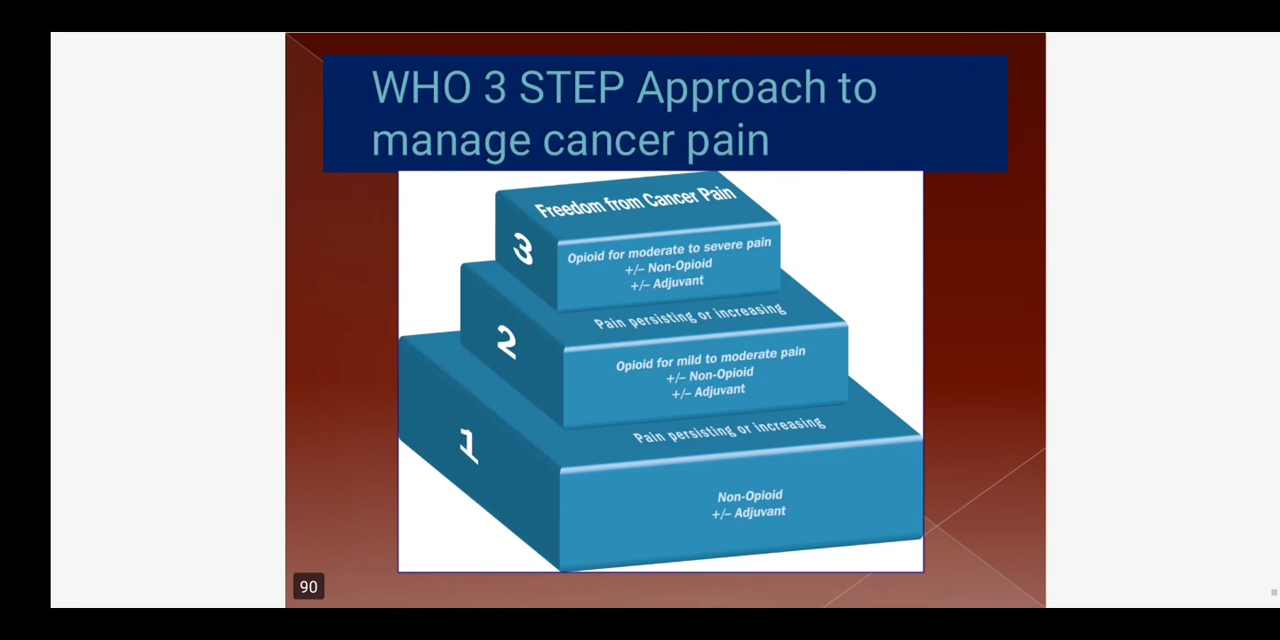 WHO 3 STEP Approach to
manage cancer pain
Freedom from Cancer Pain
3
Opioid for moderate to severe pain
+/– Non-Opioid
+/– Adjuvant
Pain persisting or increasing
2
Opioid for mild to moderate pain
+/– Non-Opioid
+/– Adjuvant
Pain persisting or increasing
1
Non-Opioid
+/– Adjuvant
90